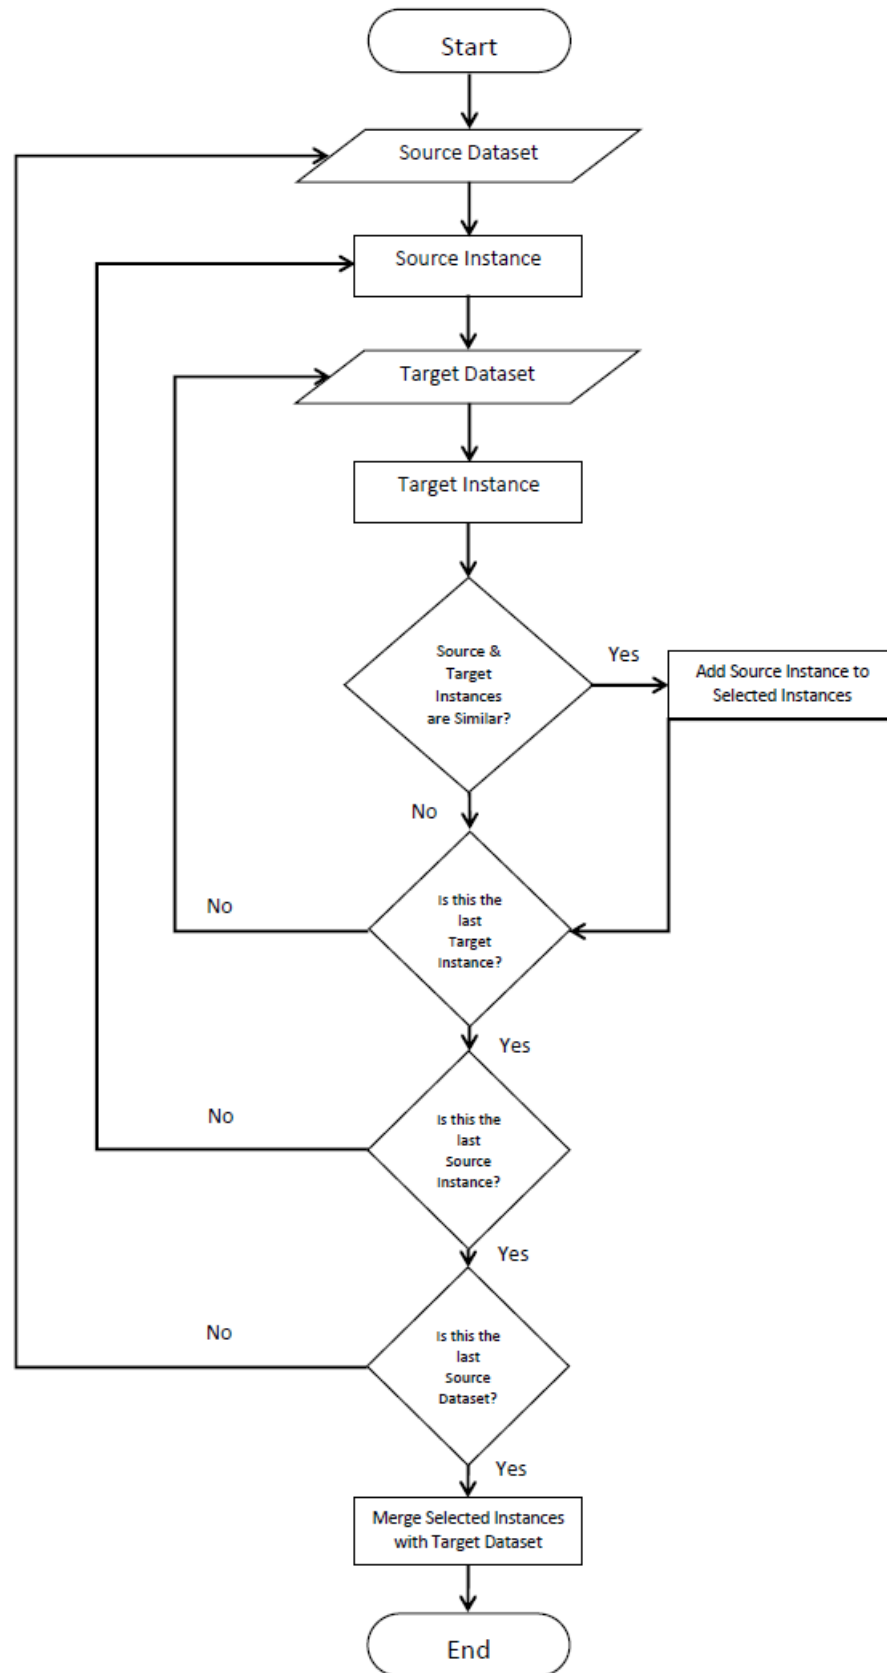 Start
Source Dataset
Source Instance
Target Dataset
Target Instance
Source &
Target
Instances
are Similar?
Yes
Add Source Instance to
Selected Instances
No
Is this the
last
Target
Instance?
No
Yes
Is this the
last
Source
Instance?
No
Yes
Is this the
last
Source
Dataset?
No
Yes
Merge Selected Instances
with Target Dataset
End